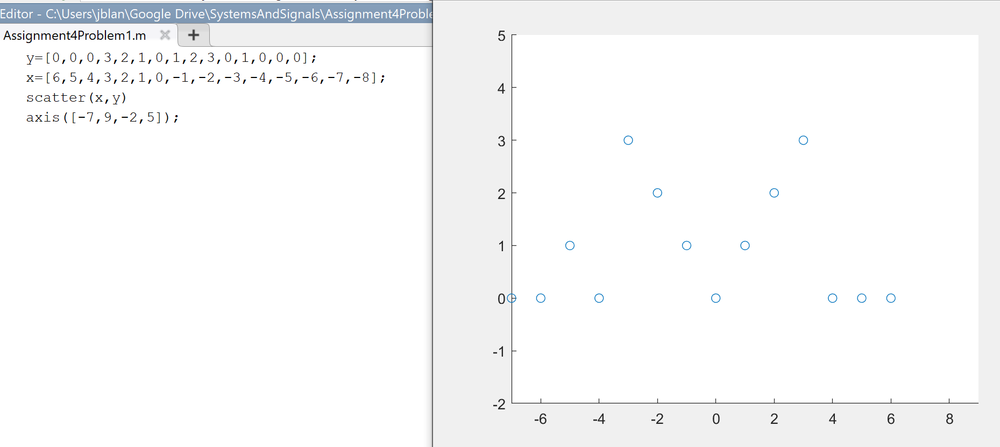 Editor - C:\Users\jblan\Google Drive\SystemsAndSignals\Assignment4Proble
Assignment4Problem1.m
y=[0,0,0,3,2,1,0,1,2,3,0,1,0,0,0];
x=[6,5,4,3,2,1,0,-1,-2,-3,-4,-5,-6,-7,-8];
scatter(x,y)
axis([-7,9,-2,5]);
5
4
3
2
1
0
-1
-2
-6 -4 -2 0 2 4 6 8